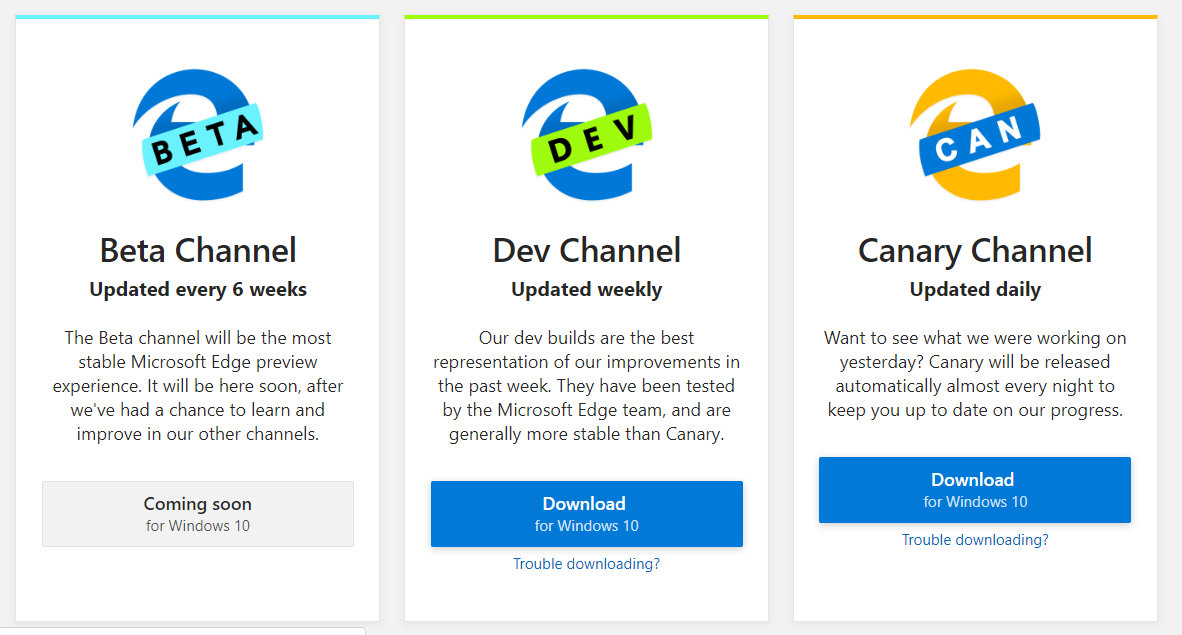 BETA
Beta Channel
Updated every 6 weeks
The Beta channel will be the most
stable Microsoft Edge preview
experience. It will be here soon, after
we've had a chance to learn and
improve in our other channels.
Coming soon
for Windows 10
DEV
Dev Channel
Updated weekly
Our dev builds are the best
representation of our improvements in
the past week. They have been tested
by the Microsoft Edge team, and are
generally more stable than Canary.
Download
for Windows 10
Trouble downloading?
CAN
Canary Channel
Updated daily
Want to see what we were working on
yesterday? Canary will be released
automatically almost every night to
keep you up to date on our progress.
Download
for Windows 10
Trouble downloading?